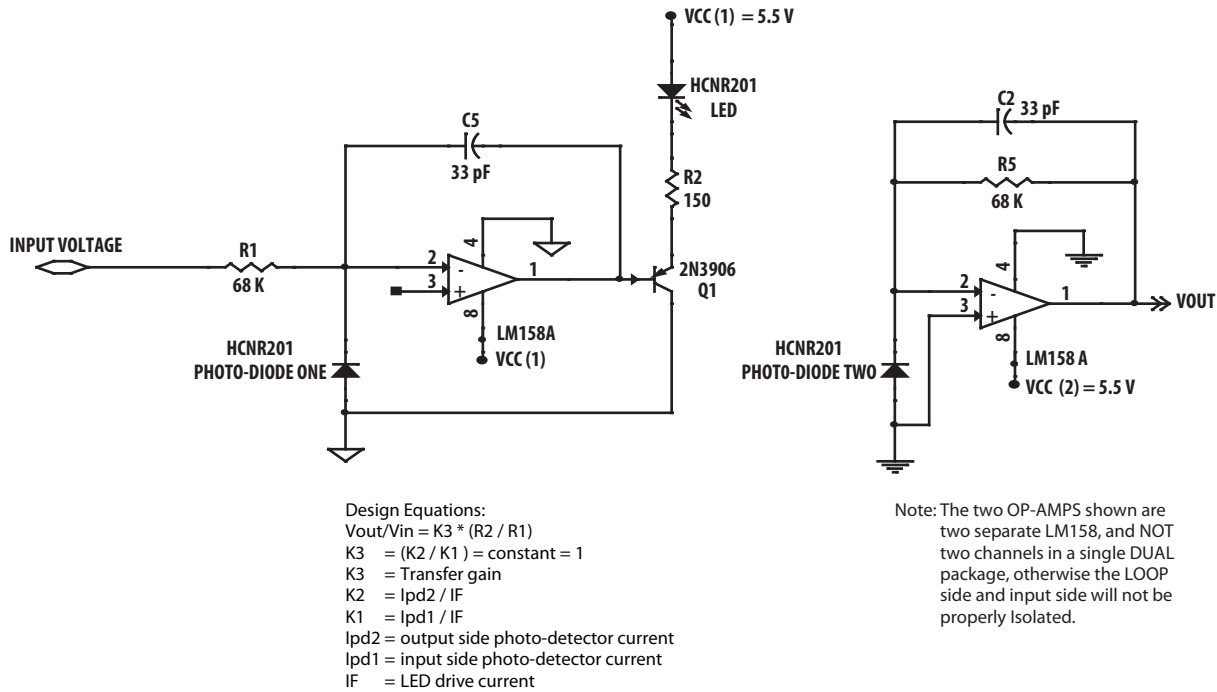 VCC (1) = 5.5 V
HCNR201
LED
C5
33 pF
R2
150
INPUT VOLTAGE
R1
68 K
2
-
3
+
4
8
1
2N3906
Q1
LM158A
VCC (1)
HCNR201
PHOTO-DIODE ONE
C2
33 pF
R5
68 K
2
-
3
+
4
8
1
VOUT
LM158 A
VCC (2) = 5.5 V
HCNR201
PHOTO-DIODE TWO
Design Equations:
Vout/Vin = K3 * (R2 / R1)
K3 = (K2 / K1 ) = constant = 1
K3 = Transfer gain
K2 = Ipd2 / IF
K1 = Ipd1 / IF
Ipd2 = output side photo-detector current
Ipd1 = input side photo-detector current
IF = LED drive current
Note: The two OP-AMPS shown are
two separate LM158, and NOT
two channels in a single DUAL
package, otherwise the LOOP
side and input side will not be
properly Isolated.